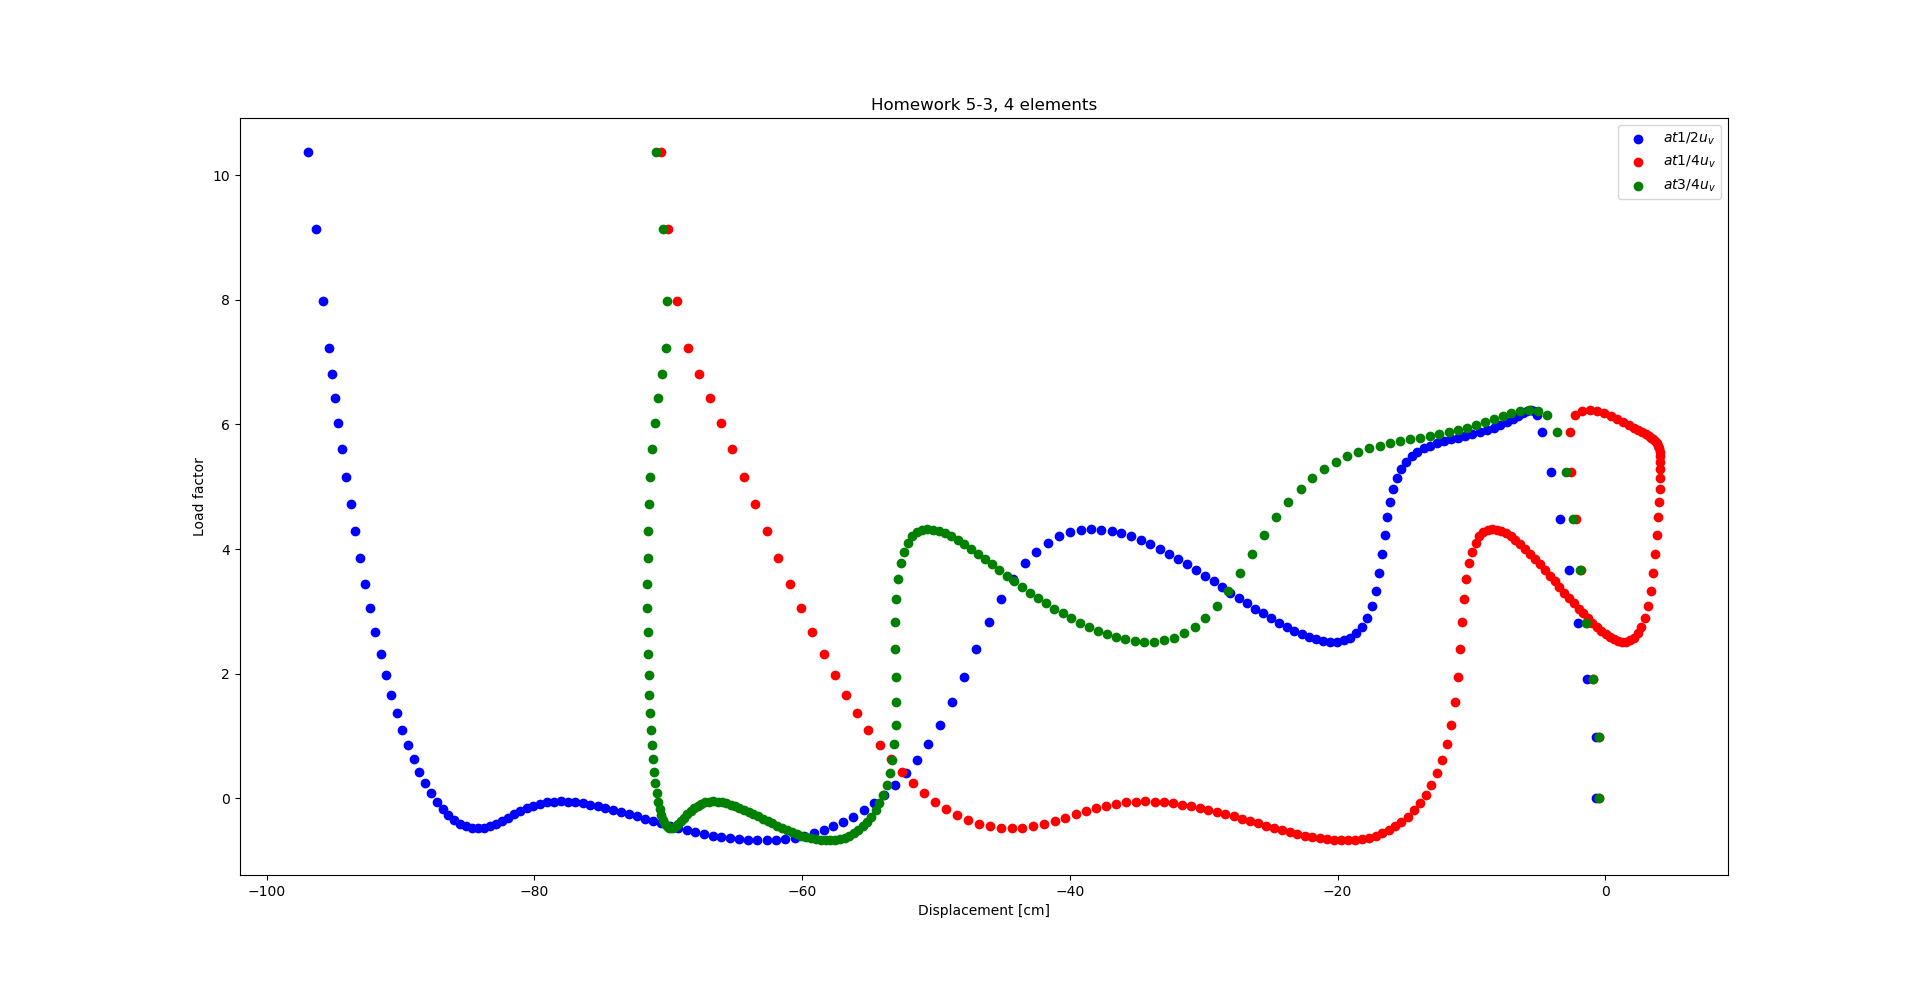 Homework 5-3, 4 elements
at1/2u_v
at1/4u_v
at3/4u_v
Load factor
10
8
6
4
2
0
−100
−80
−60
−40
−20
0
Displacement [cm]